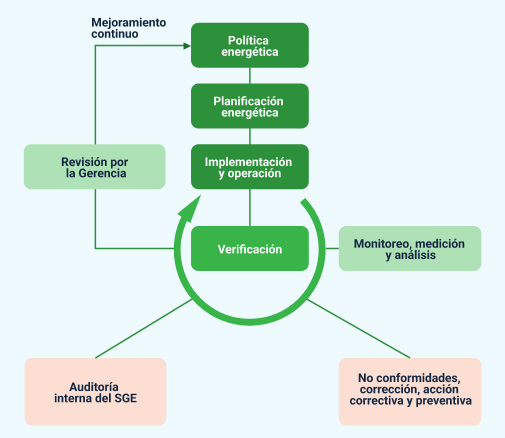 Mejoramiento
continuo
Política
energética
Planificación
energética
Implementación
y operación
Revisión por
la Gerencia
Verificación
Monitoreo, medición
y análisis
Auditoría
interna del SGE
No conformidades,
corrección, acción
correctiva y preventiva